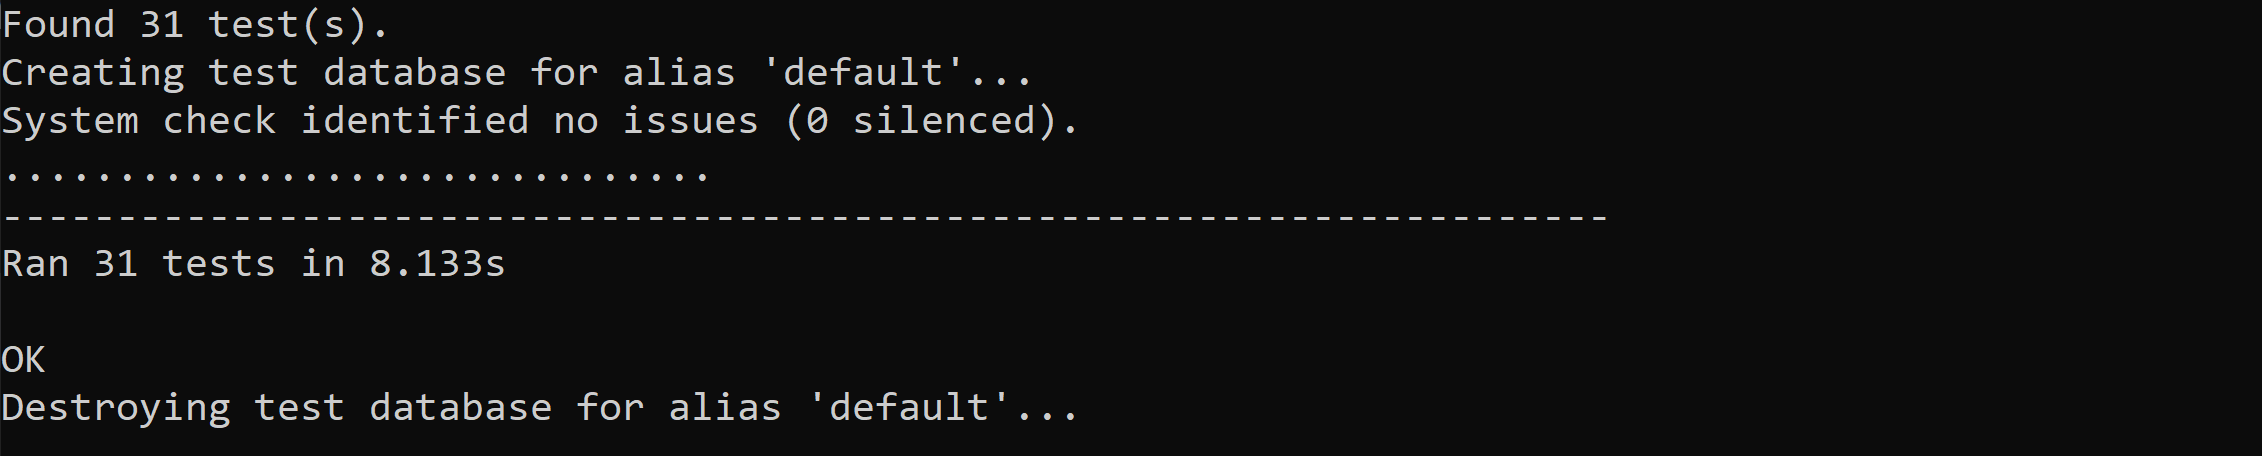 Found 31 test(s).
Creating test database for alias 'default'...
System check identified no issues (0 silenced).
...............................
----------------------------------------------------------------------
Ran 31 tests in 8.133s

OK
Destroying test database for alias 'default'...